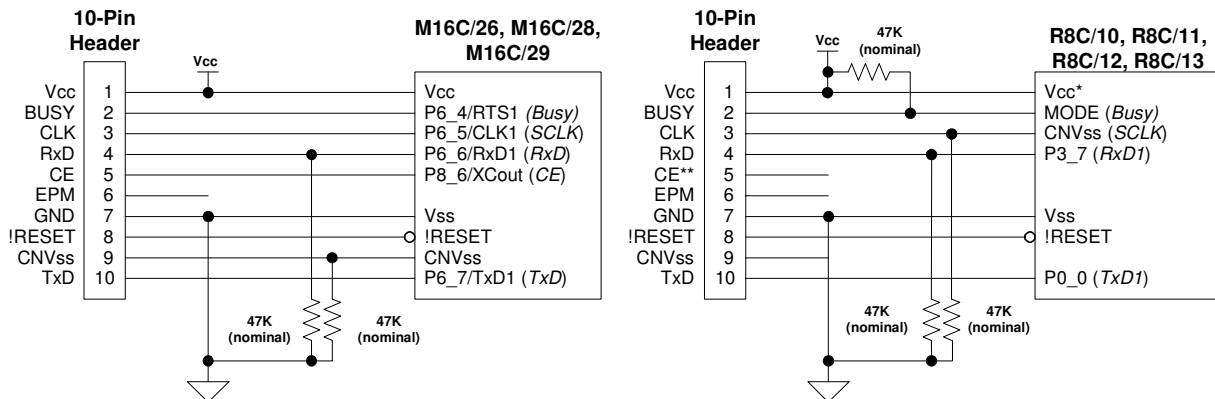 10-Pin
Header
M16C/26, M16C/28,
M16C/29
Vcc
Vcc 1 Vcc
BUSY 2 P6_4/RTS1 (Busy)
CLK 3 P6_5/CLK1 (SCLK)
RxD 4 P6_6/RxD1 (RxD)
CE 5 P8_6/XCout (CE)
EPM 6
GND 7 Vss
!RESET 8 !RESET
CNVss 9 CNVss
TxD 10 P6_7/TxD1 (TxD)
47K
(nominal)
47K
(nominal)
10-Pin
Header
Vcc
47K
(nominal)
R8C/10, R8C/11,
R8C/12, R8C/13
Vcc 1 Vcc*
BUSY 2 MODE (Busy)
CLK 3 CNVss (SCLK)
RxD 4 P3_7 (RxD1)
CE** 5
EPM 6
GND 7 Vss
!RESET 8 !RESET
CNVss 9
TxD 10 P0_0 (TxD1)
47K
(nominal)
47K
(nominal)